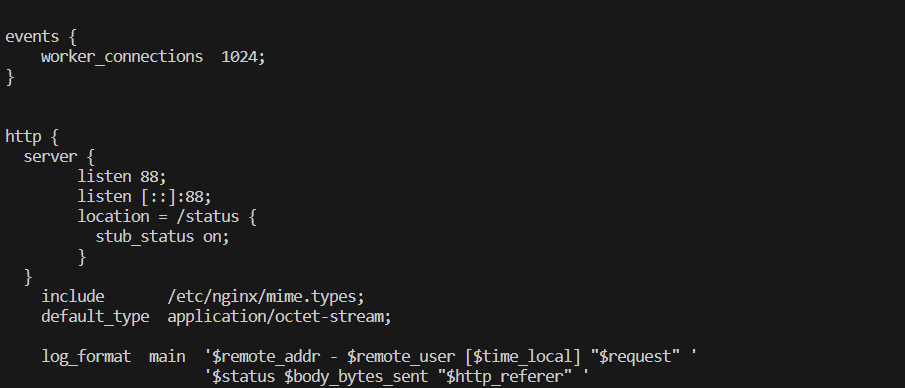 events {
    worker_connections  1024;
}
http {
  server {
        listen 88;
        listen [::]:88;
        location = /status {
          stub_status on;
        }
  }
    include       /etc/nginx/mime.types;
    default_type  application/octet-stream;
    log_format  main  '$remote_addr - $remote_user [$time_local] "$request" '
                      '$status $body_bytes_sent "$http_referer" '